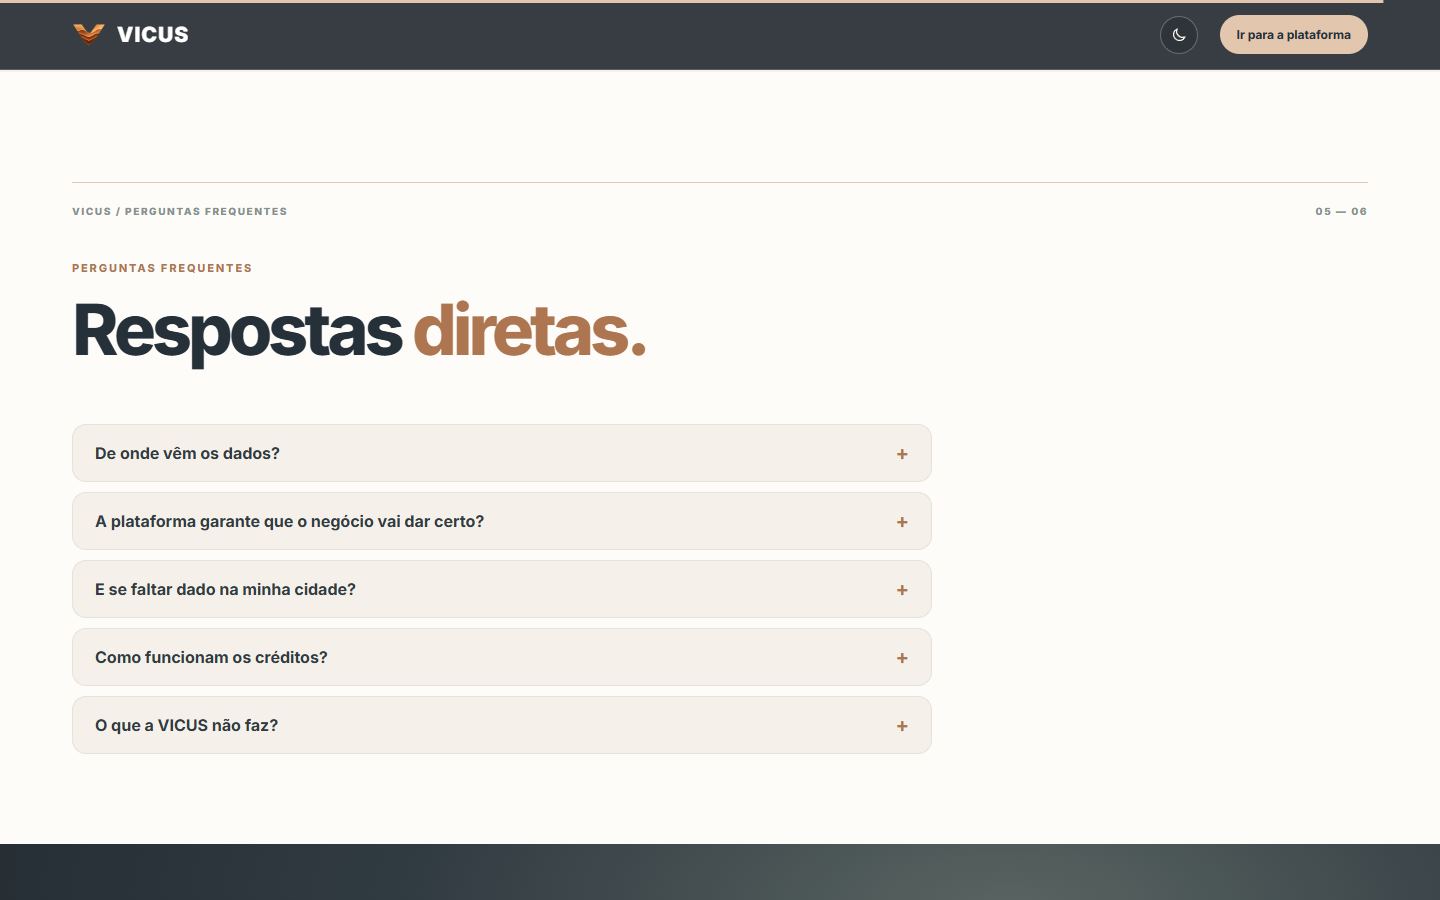 VICUS
Ir para a plataforma
VICUS / PERGUNTAS FREQUENTES
05 — 06
PERGUNTAS FREQUENTES
Respostas diretas.
De onde vêm os dados?
+
A plataforma garante que o negócio vai dar certo?
+
E se faltar dado na minha cidade?
+
Como funcionam os créditos?
+
O que a VICUS não faz?
+